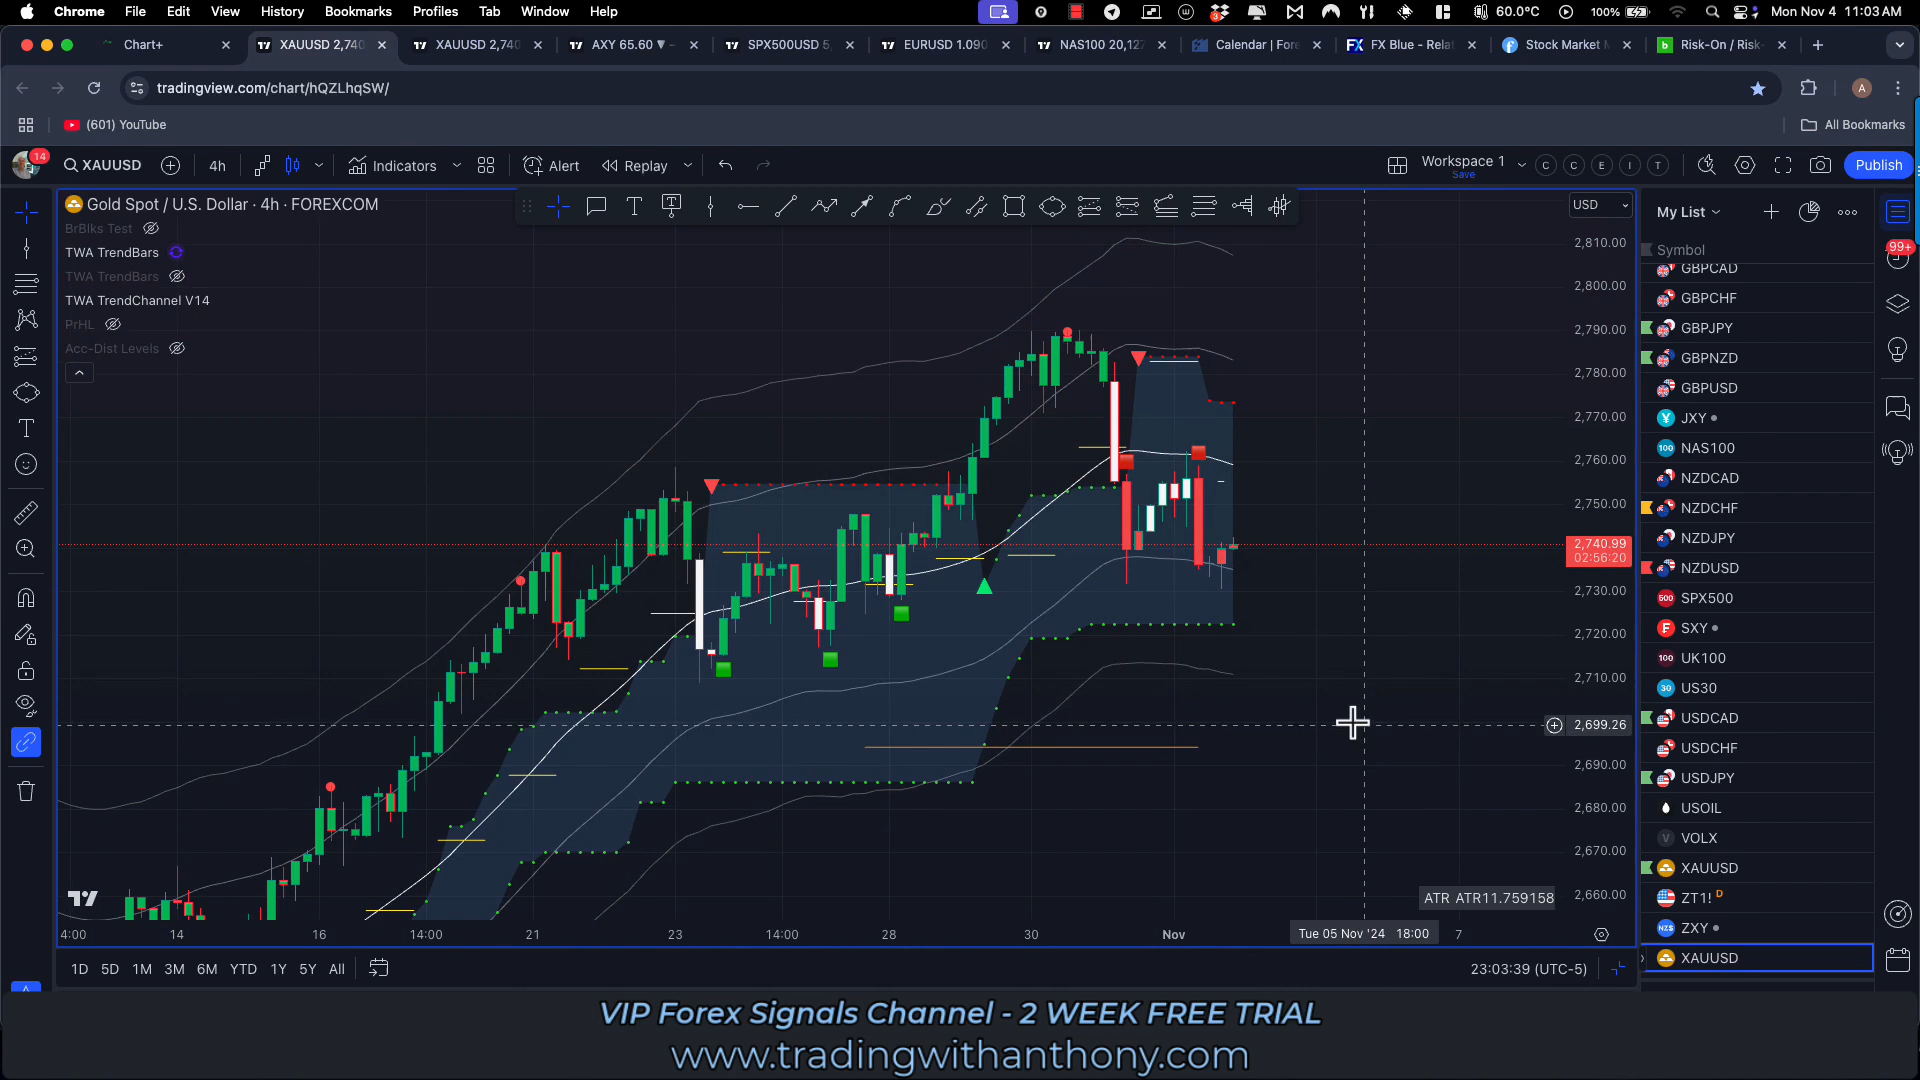 Chrome File Edit View History Bookmarks Profiles Tab Window Help
3 60.0°C 100% Mon Nov 4 11:03 AM
Chart+
XAUUSD 2,740
XAUUSD 2,740
AXY 65.60 ▼
SPX500USD 5
EURUSD 1.090
NAS100 20,127
Calendar | Fore
FX Blue - Rela
Stock Market M
Risk-On / Risk-
tradingview.com/chart/hQZLhqSW/
A
(601) YouTube
All Bookmarks
14 XAUUSD 4h Indicators Alert Replay Workspace 1 Save C C E I T Publish
Gold Spot / U.S. Dollar · 4h · FOREXCOM
BrBlks Test
TWA TrendBars
TWA TrendBars
TWA TrendChannel V14
PrHL
Acc-Dist Levels
USD
2,810.00
2,800.00
2,790.00
2,780.00
2,770.00
2,760.00
2,750.00
2,740.99
02:56:20
2,730.00
2,720.00
2,710.00
2,699.26
2,690.00
2,680.00
2,670.00
2,660.00
ATR ATR11.759158
4:00 14 16 14:00 21 23 14:00 28 30 Nov Tue 05 Nov '24 18:00 7
1D 5D 1M 3M 6M YTD 1Y 5Y All
23:03:39 (UTC-5)
My List
Symbol
99+
GBPCAD
GBPCHF
GBPJPY
GBPNZD
GBPUSD
JXY
100 NAS100
NZDCAD
NZDCHF
NZDJPY
NZDUSD
500 SPX500
SXY
100 UK100
30 US30
USDCAD
USDCHF
USDJPY
USOIL
V VOLX
XAUUSD
ZT1! D
NZ$ ZXY
XAUUSD
VIP Forex Signals Channel - 2 WEEK FREE TRIAL
www.tradingwithanthony.com